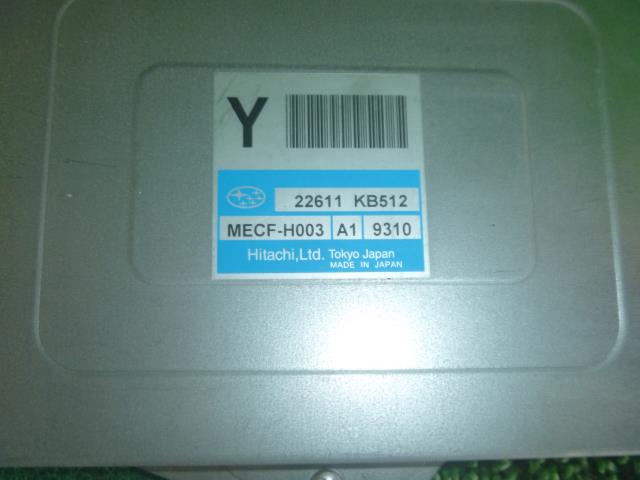 Y
22611 KB512
MECF-H003 A1 9310
Hitachi,Ltd. Tokyo Japan
MADE IN JAPAN